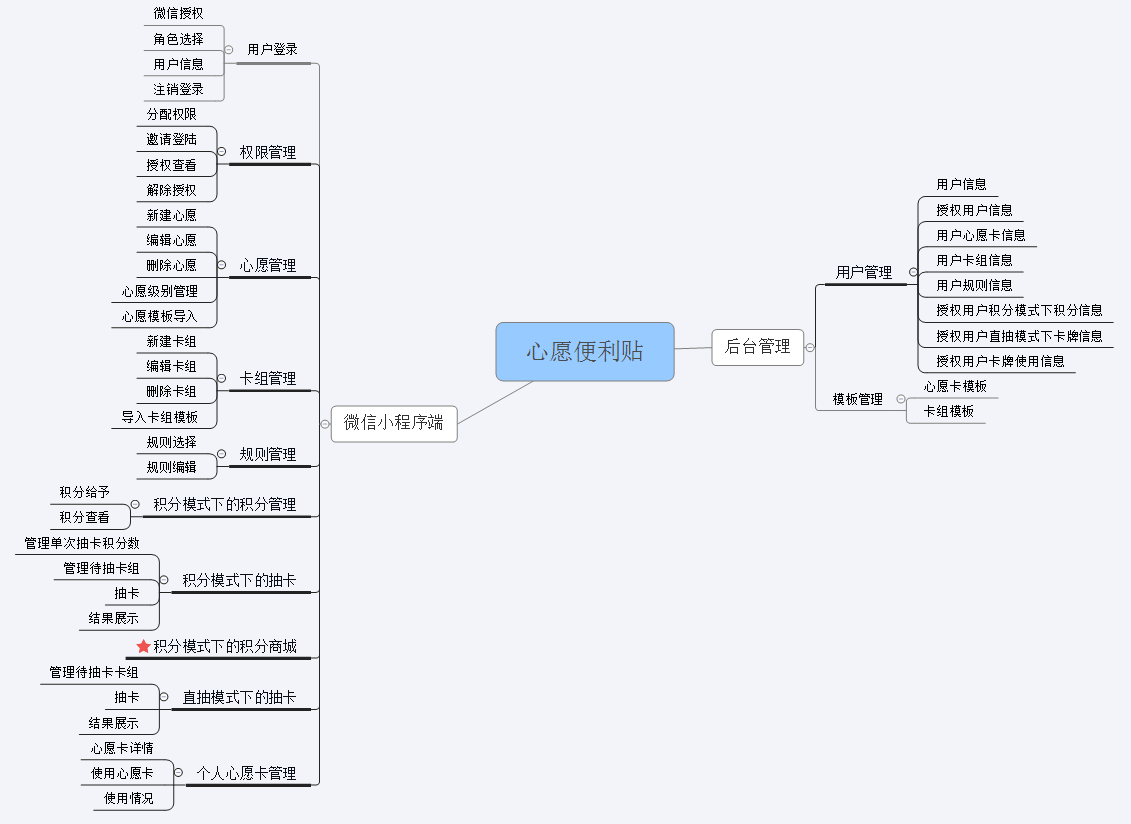 心愿便利贴
微信小程序端
用户登录
微信授权
角色选择
用户信息
注销登录
权限管理
分配权限
邀请登陆
授权查看
解除授权
心愿管理
新建心愿
编辑心愿
删除心愿
心愿级别管理
心愿模板导入
卡组管理
新建卡组
编辑卡组
删除卡组
导入卡组模板
规则管理
规则选择
规则编辑
积分模式下的积分管理
积分给予
积分查看
积分模式下的抽卡
管理单次抽卡积分数
管理待抽卡组
抽卡
结果展示
积分模式下的积分商城
直抽模式下的抽卡
管理待抽卡卡组
抽卡
结果展示
个人心愿卡管理
心愿卡详情
使用心愿卡
使用情况
后台管理
用户管理
用户信息
授权用户信息
用户心愿卡信息
用户卡组信息
用户规则信息
授权用户积分模式下积分信息
授权用户直抽模式下卡牌信息
授权用户卡牌使用信息
模板管理
心愿卡模板
卡组模板